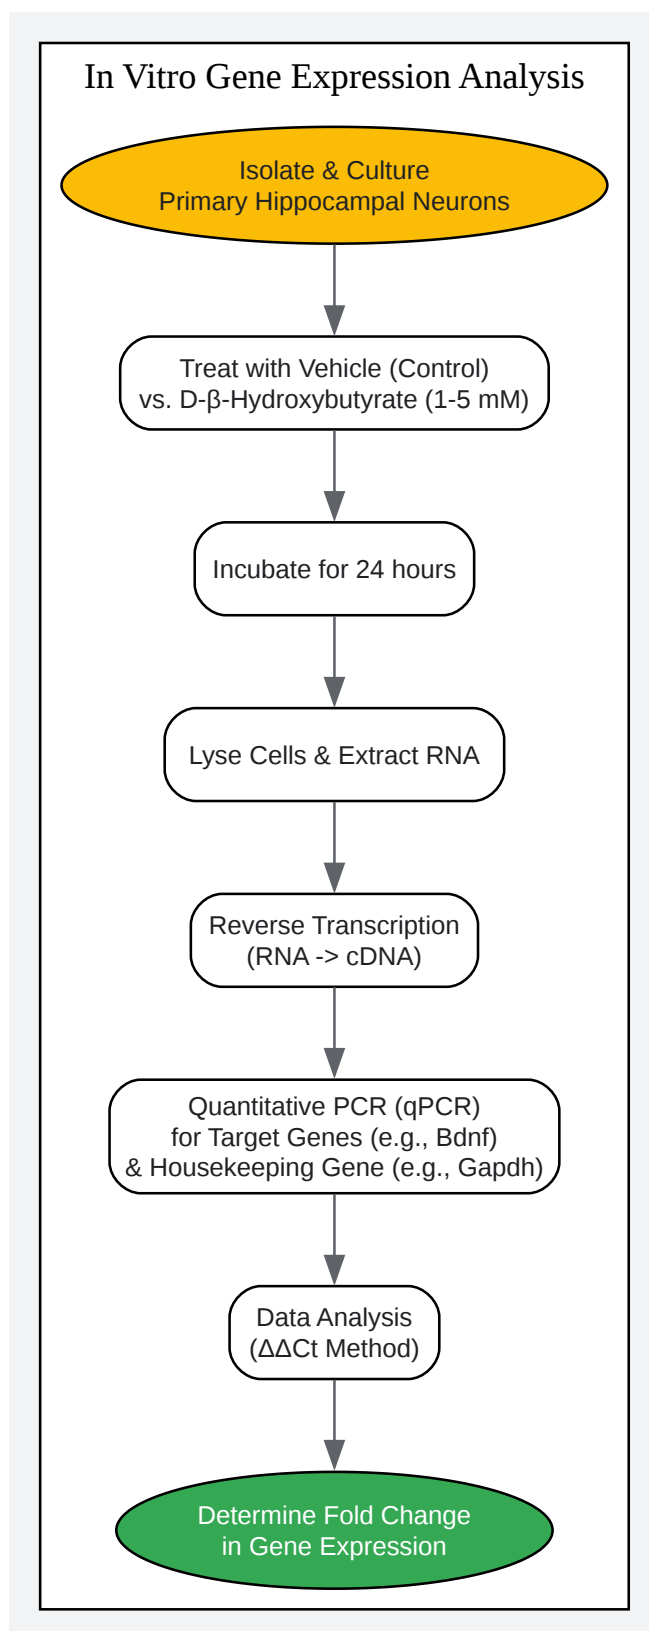 In Vitro Gene Expression Analysis
Isolate & Culture
Primary Hippocampal Neurons
Treat with Vehicle (Control)
vs. D-β-Hydroxybutyrate (1-5 mM)
Incubate for 24 hours
Lyse Cells & Extract RNA
Reverse Transcription
(RNA -> cDNA)
Quantitative PCR (qPCR)
for Target Genes (e.g., Bdnf)
& Housekeeping Gene (e.g., Gapdh)
Data Analysis
(ΔΔCt Method)
Determine Fold Change
in Gene Expression